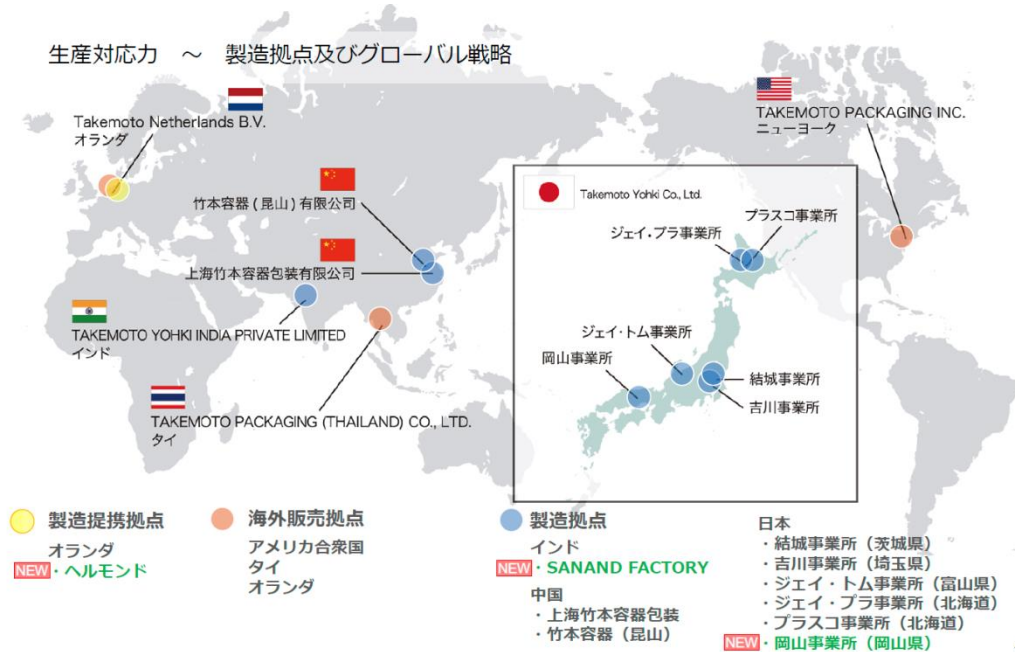 生産対応力 ～ 製造拠点及びグローバル戦略
Takemoto Netherlands B.V.
オランダ
TAKEMOTO PACKAGING INC.
ニューヨーク
竹本容器(昆山)有限公司
上海竹本容器包装有限公司
TAKEMOTO YOHKI INDIA PRIVATE LIMITED
インド
TAKEMOTO PACKAGING (THAILAND) CO., LTD.
タイ
Takemoto Yohki Co., Ltd.
プラスコ事業所
ジェイ・プラ事業所
ジェイ・トム事業所
岡山事業所
結城事業所
吉川事業所
製造提携拠点
オランダ
NEW・ヘルモンド
海外販売拠点
アメリカ合衆国
タイ
オランダ
製造拠点
インド
NEW・SANAND FACTORY
中国
・上海竹本容器包装
・竹本容器（昆山）
日本
・結城事業所（茨城県）
・吉川事業所（埼玉県）
・ジェイ・トム事業所（富山県）
・ジェイ・プラ事業所（北海道）
・プラスコ事業所（北海道）
NEW・岡山事業所（岡山県）